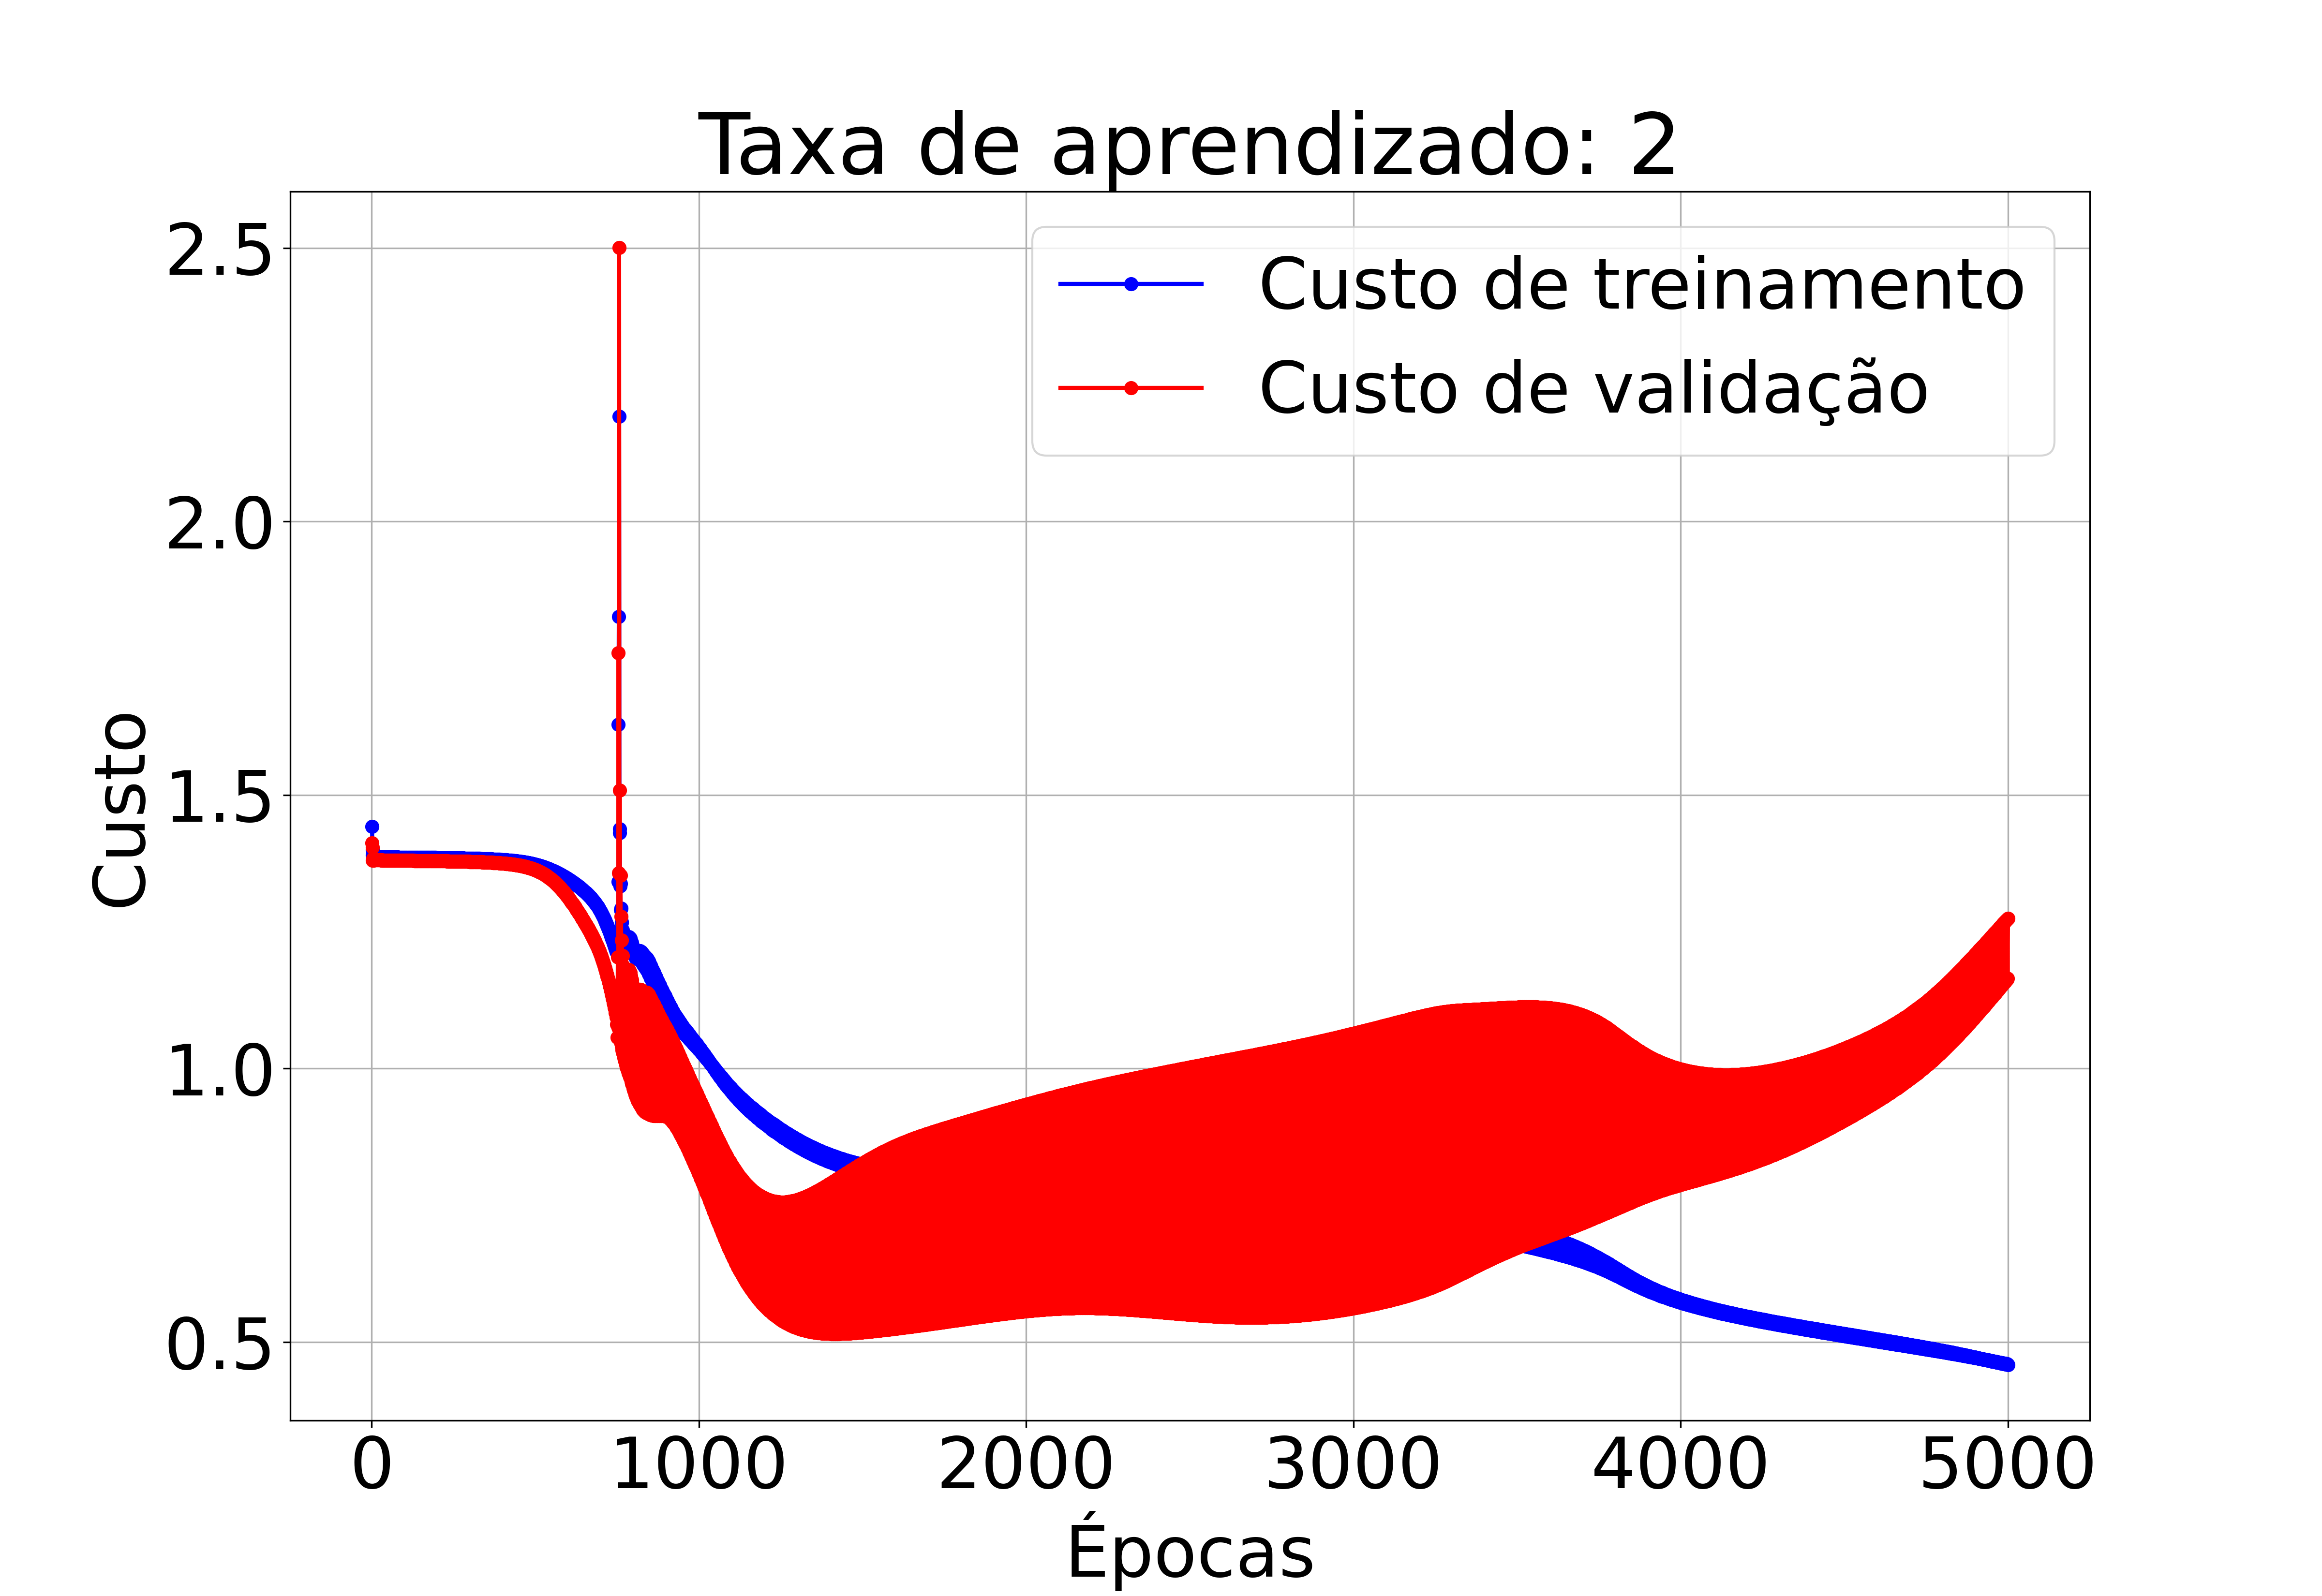 Taxa de aprendizado: 2
Custo de treinamento
Custo de validação
Custo
2.5
2.0
1.5
1.0
0.5
0 1000 2000 3000 4000 5000
Épocas